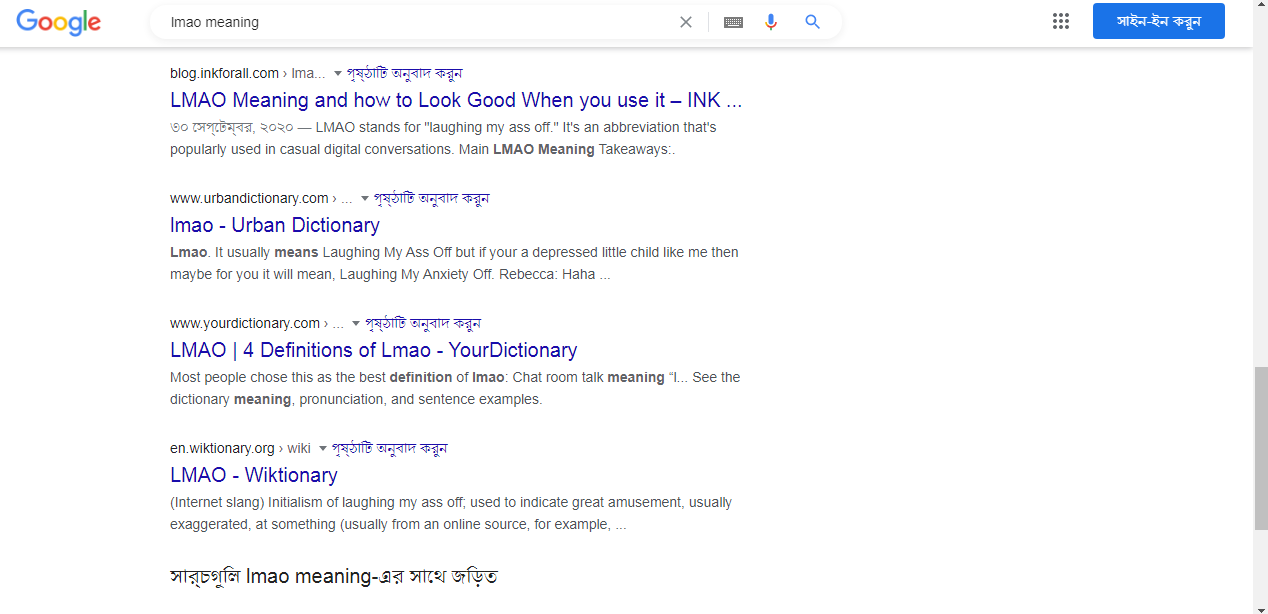 Google
lmao meaning
সাইন-ইন করুন
blog.inkforall.com › lma... পৃষ্ঠাটি অনুবাদ করুন
LMAO Meaning and how to Look Good When you use it – INK ...
৩০ সেপ্টেম্বর, ২০২০ — LMAO stands for "laughing my ass off." It's an abbreviation that's
popularly used in casual digital conversations. Main LMAO Meaning Takeaways:.
www.urbandictionary.com › ... পৃষ্ঠাটি অনুবাদ করুন
lmao - Urban Dictionary
Lmao. It usually means Laughing My Ass Off but if your a depressed little child like me then
maybe for you it will mean, Laughing My Anxiety Off. Rebecca: Haha ...
www.yourdictionary.com › ... পৃষ্ঠাটি অনুবাদ করুন
LMAO | 4 Definitions of Lmao - YourDictionary
Most people chose this as the best definition of lmao: Chat room talk meaning “l... See the
dictionary meaning, pronunciation, and sentence examples.
en.wiktionary.org › wiki পৃষ্ঠাটি অনুবাদ করুন
LMAO - Wiktionary
(Internet slang) Initialism of laughing my ass off; used to indicate great amusement, usually
exaggerated, at something (usually from an online source, for example, ...
সার্চগুলি lmao meaning-এর সাথে জড়িত